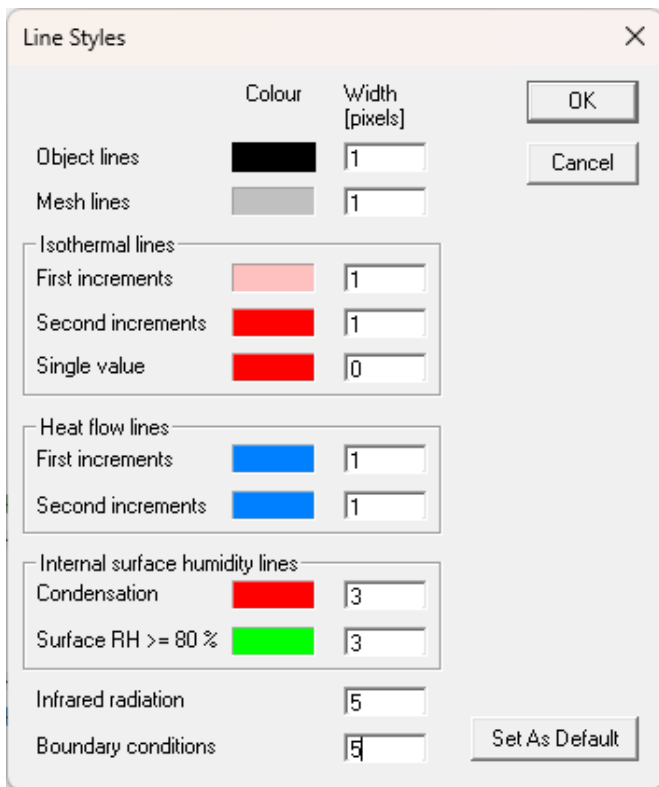 Line Styles
Colour Width
[pixels]
OK
Object lines 1
Cancel
Mesh lines 1
Isothermal lines
First increments 1
Second increments 1
Single value 0
Heat flow lines
First increments 1
Second increments 1
Internal surface humidity lines
Condensation 3
Surface RH >= 80 % 3
Infrared radiation 5
Boundary conditions 5
Set As Default